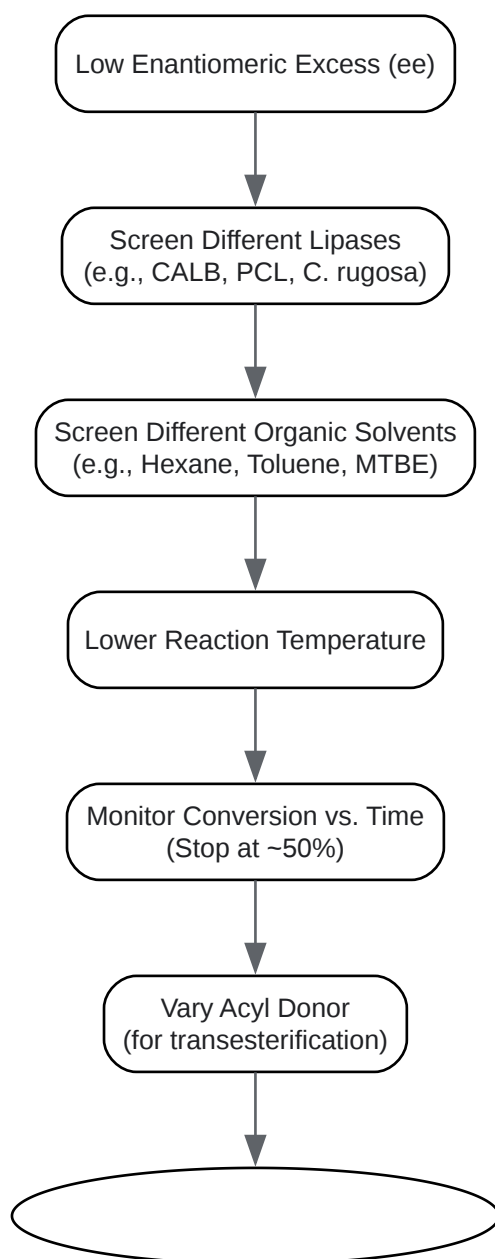 Low Enantiomeric Excess (ee)
Screen Different Lipases
(e.g., CALB, PCL, C. rugosa)
Screen Different Organic Solvents
(e.g., Hexane, Toluene, MTBE)
Lower Reaction Temperature
Monitor Conversion vs. Time
(Stop at ~50%)
Vary Acyl Donor
(for transesterification)